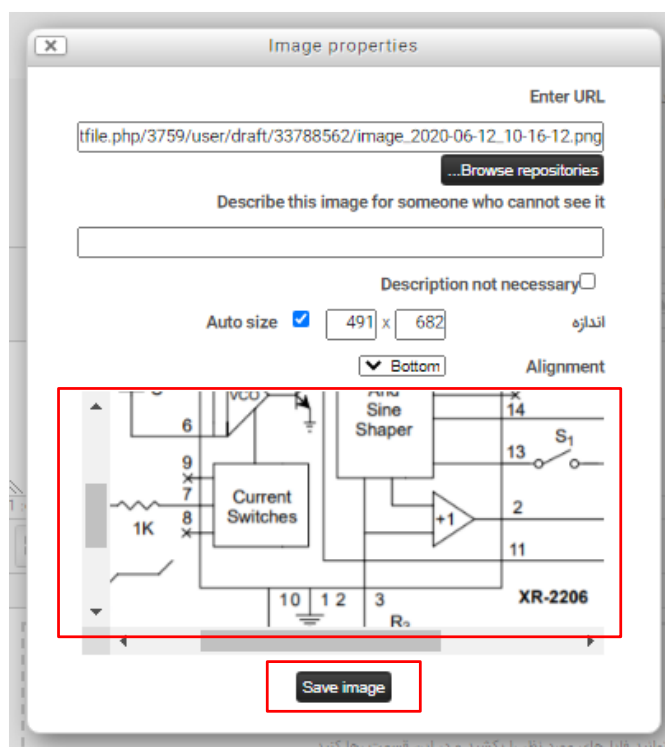 Image properties
Enter URL
tfile.php/3759/user/draft/33788562/image_2020-06-12_10-16-12.png
...Browse repositories
Describe this image for someone who cannot see it
Description not necessary
Auto size 491 x 682 اندازه
Bottom Alignment
VCO And
Sine
Shaper
14
6
S1
13
9
7
8
1K
Current
Switches
+1
2
11
10 1 2 3
XR-2206
Save image